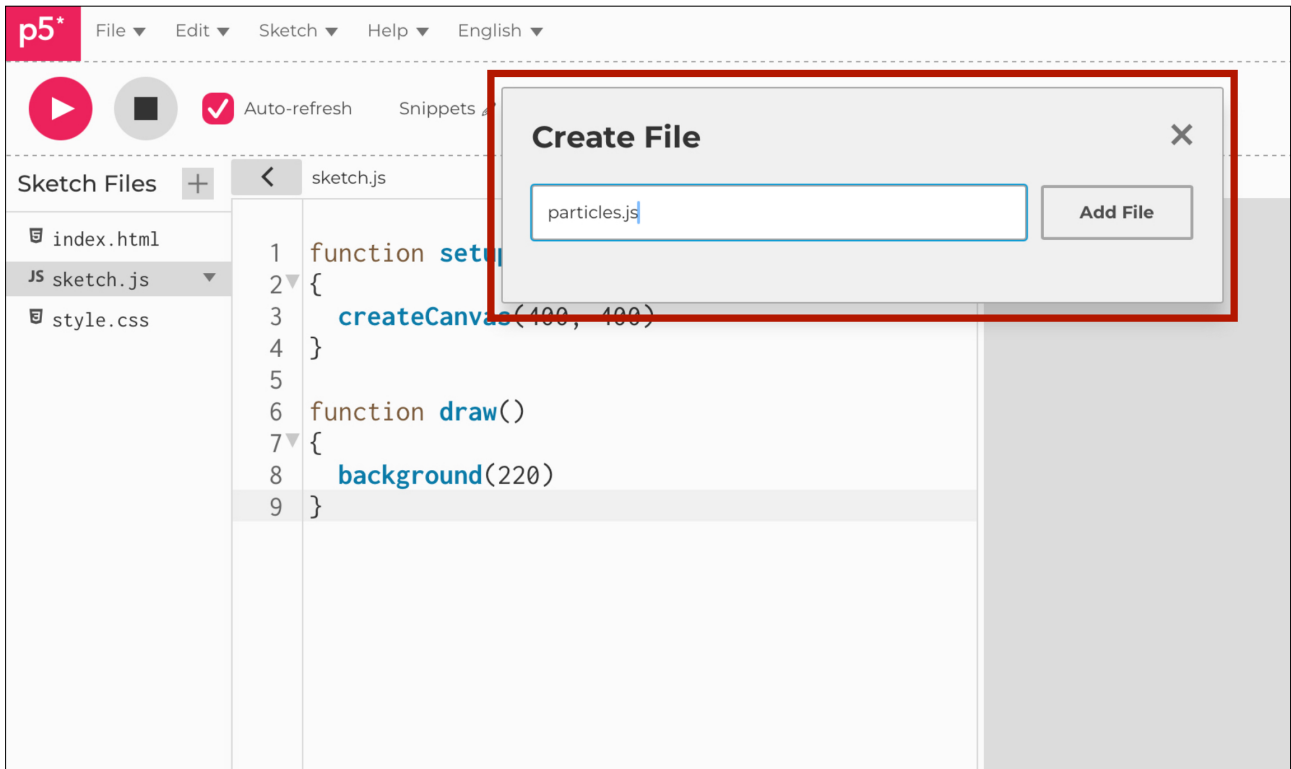 p5* File Edit Sketch Help English
Auto-refresh Snippets
Create File
particles.js Add File
Sketch Files + sketch.js
index.html
JS sketch.js
style.css
1 function setup
2 {
3 createCanvas(400, 400)
4 }
5
6 function draw()
7 {
8 background(220)
9 }